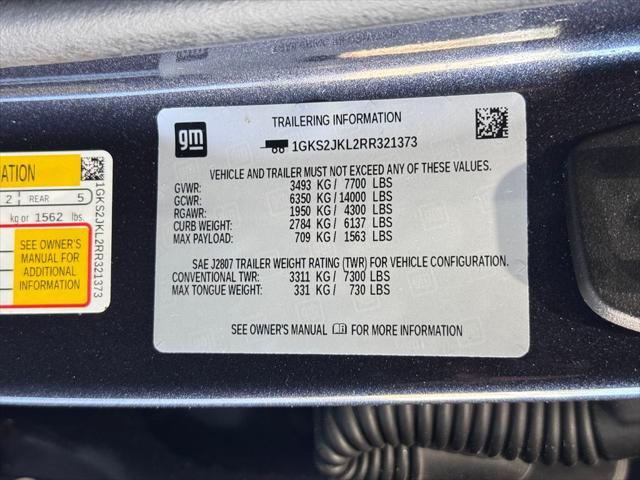 TRAILERING INFORMATION
gm
1GKS2JKL2RR321373
VEHICLE AND TRAILER MUST NOT EXCEED ANY OF THESE VALUES.
GVWR: 3493 KG / 7700 LBS
GCWR: 6350 KG / 14000 LBS
RGAWR: 1950 KG / 4300 LBS
CURB WEIGHT: 2784 KG / 6137 LBS
MAX PAYLOAD: 709 KG / 1563 LBS
SAE J2807 TRAILER WEIGHT RATING (TWR) FOR VEHICLE CONFIGURATION.
CONVENTIONAL TWR: 3311 KG / 7300 LBS
MAX TONGUE WEIGHT: 331 KG / 730 LBS
SEE OWNER'S MANUAL FOR MORE INFORMATION
2 REAR 5
kg or 1562 lbs.
SEE OWNER'S
MANUAL FOR
ADDITIONAL
INFORMATION
1GKS2JKL2RR321373